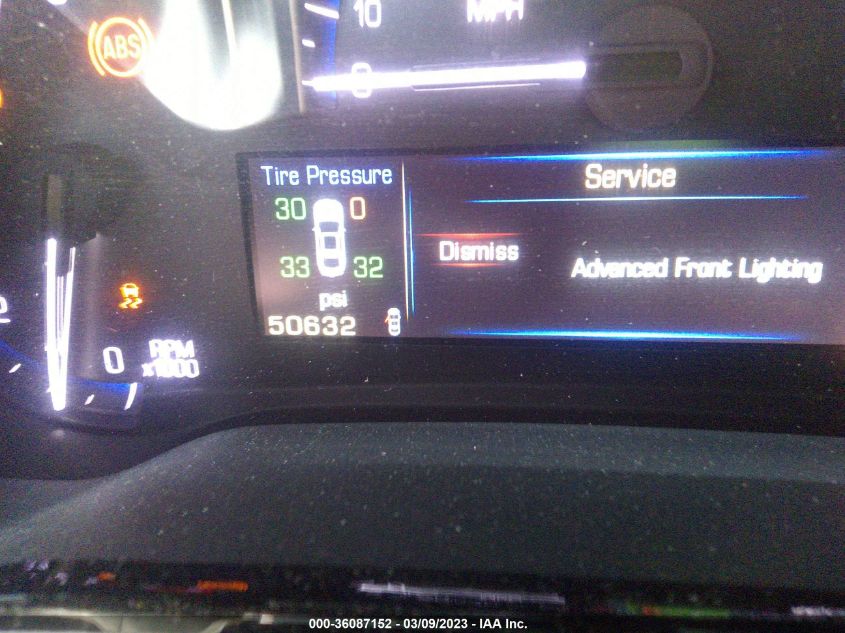 10 MPH
ABS
0
Tire Pressure
Service
30 0
Dismiss
33 32
Advanced Front Lighting
psi
50632
0 RPM
x1000
000-36087152 - 03/09/2023 - IAA Inc.